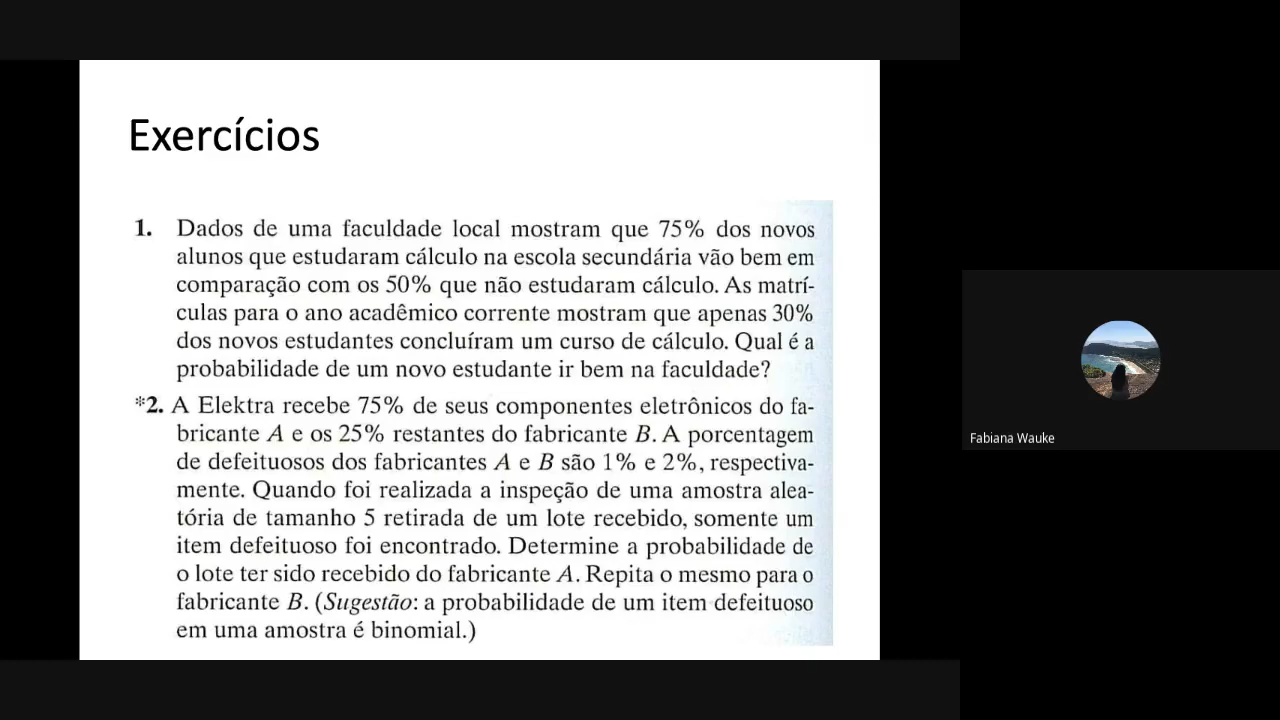 Exercícios
1. Dados de uma faculdade local mostram que 75% dos novos
alunos que estudaram cálculo na escola secundária vão bem em
comparação com os 50% que não estudaram cálculo. As matrí-
culas para o ano acadêmico corrente mostram que apenas 30%
dos novos estudantes concluíram um curso de cálculo. Qual é a
probabilidade de um novo estudante ir bem na faculdade?
*2. A Elektra recebe 75% de seus componentes eletrônicos do fa-
bricante A e os 25% restantes do fabricante B. A porcentagem
de defeituosos dos fabricantes A e B são 1% e 2%, respectiva-
mente. Quando foi realizada a inspeção de uma amostra alea-
tória de tamanho 5 retirada de um lote recebido, somente um
item defeituoso foi encontrado. Determine a probabilidade de
o lote ter sido recebido do fabricante A. Repita o mesmo para o
fabricante B. (Sugestão: a probabilidade de um item defeituoso
em uma amostra é binomial.)
Fabiana Wauke